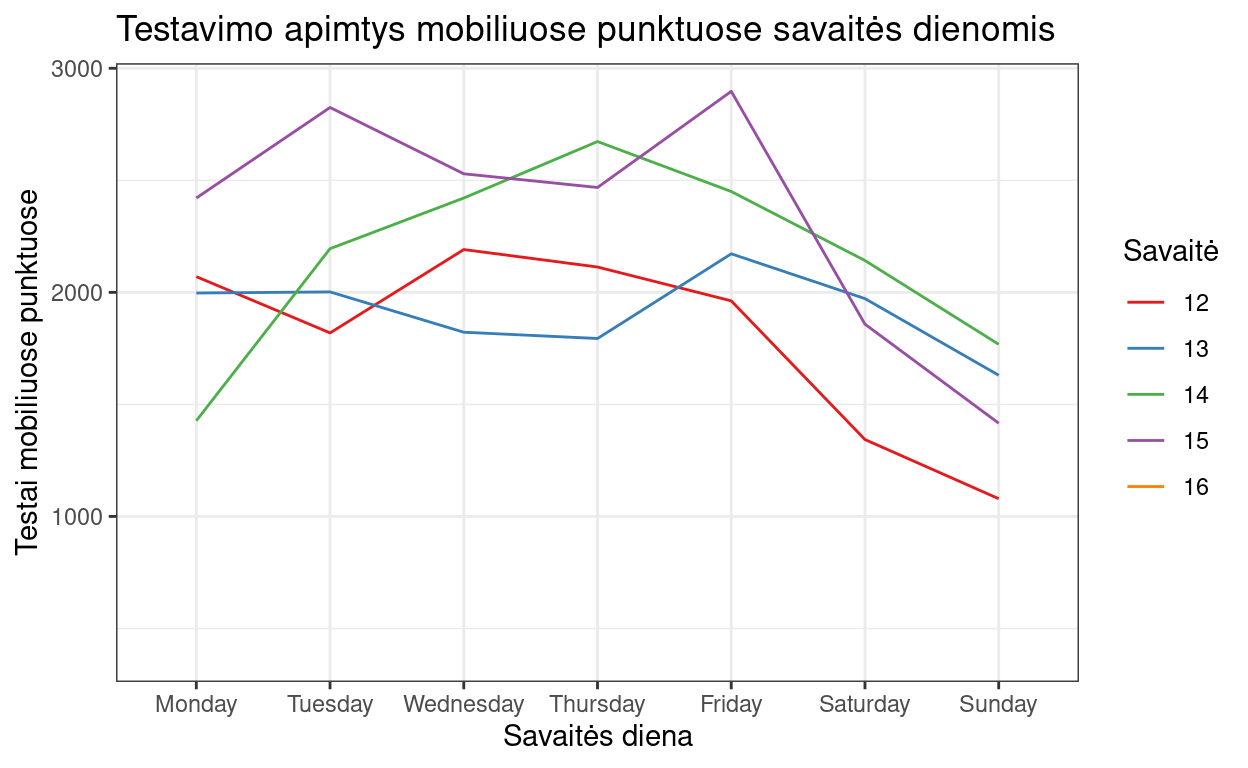 Testavimo apimtys mobiliuose punktuose savaitės dienomis
Testai mobiliuose punktuose
3000
2000
1000
Monday Tuesday Wednesday Thursday Friday Saturday Sunday
Savaitės diena
Savaitė
12
13
14
15
16